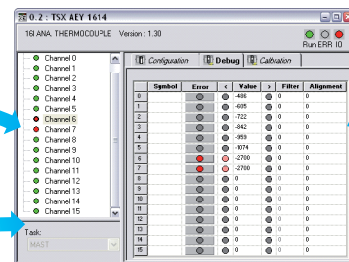 0.2 : TSX AEY 1614
16I ANA. THERMOCOUPLE Version : 1.30
Run ERR IO
Channel 0
Channel 1
Channel 2
Channel 3
Channel 4
Channel 5
Channel 6
Channel 7
Channel 8
Channel 9
Channel 10
Channel 11
Channel 12
Channel 13
Channel 14
Channel 15
Task:
MAST
Configuration Debug Calibration
Symbol Error < Value > Filter Alignment
0 -486 0 0
1 -605 0 0
2 -722 0 0
3 -842 0 0
4 -959 0 0
5 -1074 0 0
6 -2700 0 0
7 -2700 0 0
8 0 0 0
9 0 0 0
10 0 0 0
11 0 0 0
12 0 0 0
13 0 0 0
14 0 0 0
15 0 0 0